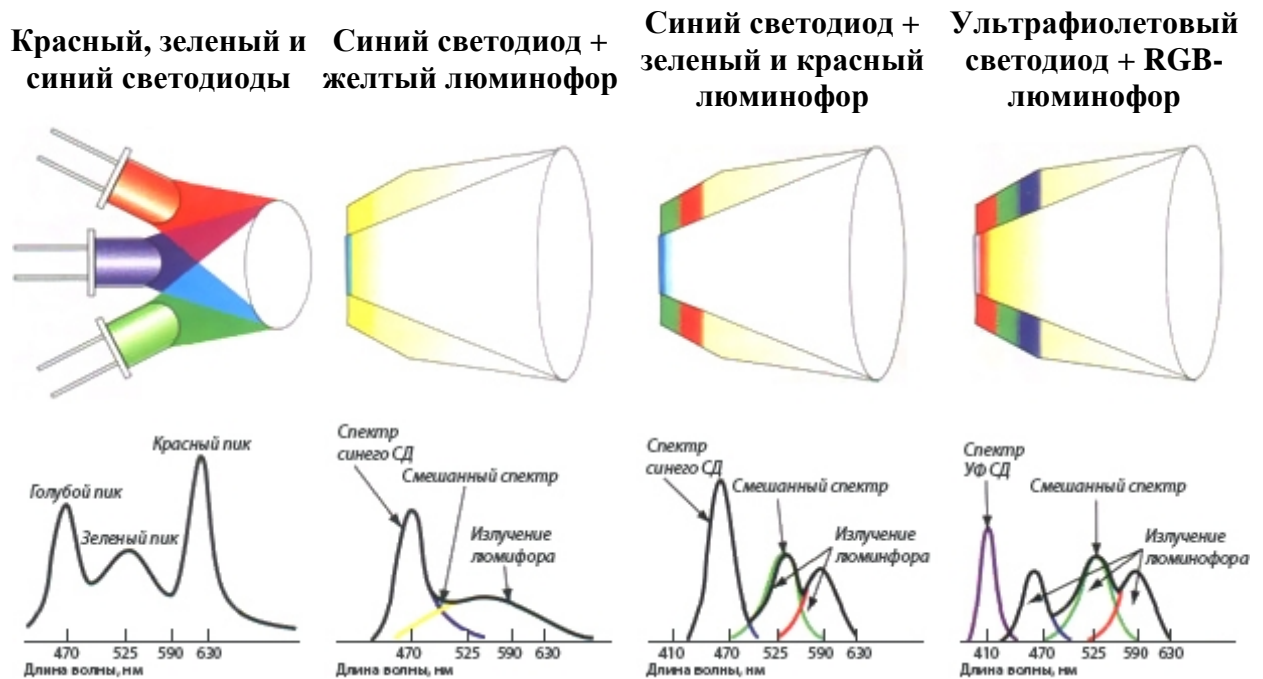 Красный, зеленый и
синий светодиоды
Синий светодиод +
желтый люминофор
Синий светодиод +
зеленый и красный
люминофор
Ультрафиолетовый
светодиод + RGB-
люминофор
Голубой пик
Зеленый пик
Красный пик
470 525 590 630
Длина волны, нм
Спектр
синего СД
Смешанный спектр
Излучение
люмифора
470 525 590 630
Длина волны, нм
Спектр
синего СД
Смешанный спектр
Излучение
люминфора
410 470 525 590 630
Длина волны, нм
Спектр
УФ СД
Смешанный спектр
Излучение
люминофора
410 470 525 590 630
Длина волны, нм